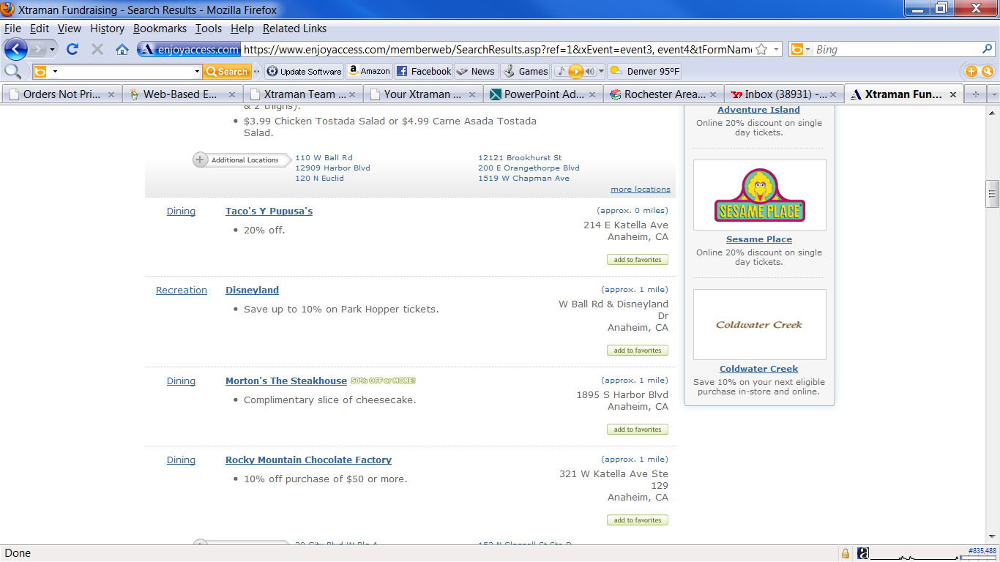 Xtraman Fundraising - Search Results - Mozilla Firefox
File Edit View History Bookmarks Tools Help Related Links
enjoyaccess.com https://www.enjoyaccess.com/memberweb/SearchResults.asp?ref=1&xEvent=event3, event4&tFormName Bing
Search Update Software Amazon Facebook News Games Denver 95°F
Orders Not Pri... Web-Based E... Xtraman Team ... Your Xtraman ... PowerPoint Ad... Rochester Area... Inbox (38931) -... Xtraman Fun...
& 2 thighs).
$3.99 Chicken Tostada Salad or $4.99 Carne Asada Tostada
Salad.
Additional Locations
110 W Ball Rd
12909 Harbor Blvd
120 N Euclid
12121 Brookhurst St
200 E Orangethorpe Blvd
1519 W Chapman Ave
more locations
Dining Taco's Y Pupusa's (approx. 0 miles)
20% off.
214 E Katella Ave
Anaheim, CA
add to favorites
Recreation Disneyland (approx. 1 mile)
Save up to 10% on Park Hopper tickets.
W Ball Rd & Disneyland
Dr
Anaheim, CA
add to favorites
Dining Morton's The Steakhouse 50% OFF or MORE! (approx. 1 mile)
Complimentary slice of cheesecake.
1895 S Harbor Blvd
Anaheim, CA
add to favorites
Dining Rocky Mountain Chocolate Factory (approx. 1 mile)
10% off purchase of $50 or more.
321 W Katella Ave Ste
129
Anaheim, CA
add to favorites
Adventure Island
Online 20% discount on single
day tickets.
SESAME PLACE
Sesame Place
Online 20% discount on single
day tickets.
Coldwater Creek
Coldwater Creek
Save 10% on your next eligible
purchase in-store and online.
Done
#835,488